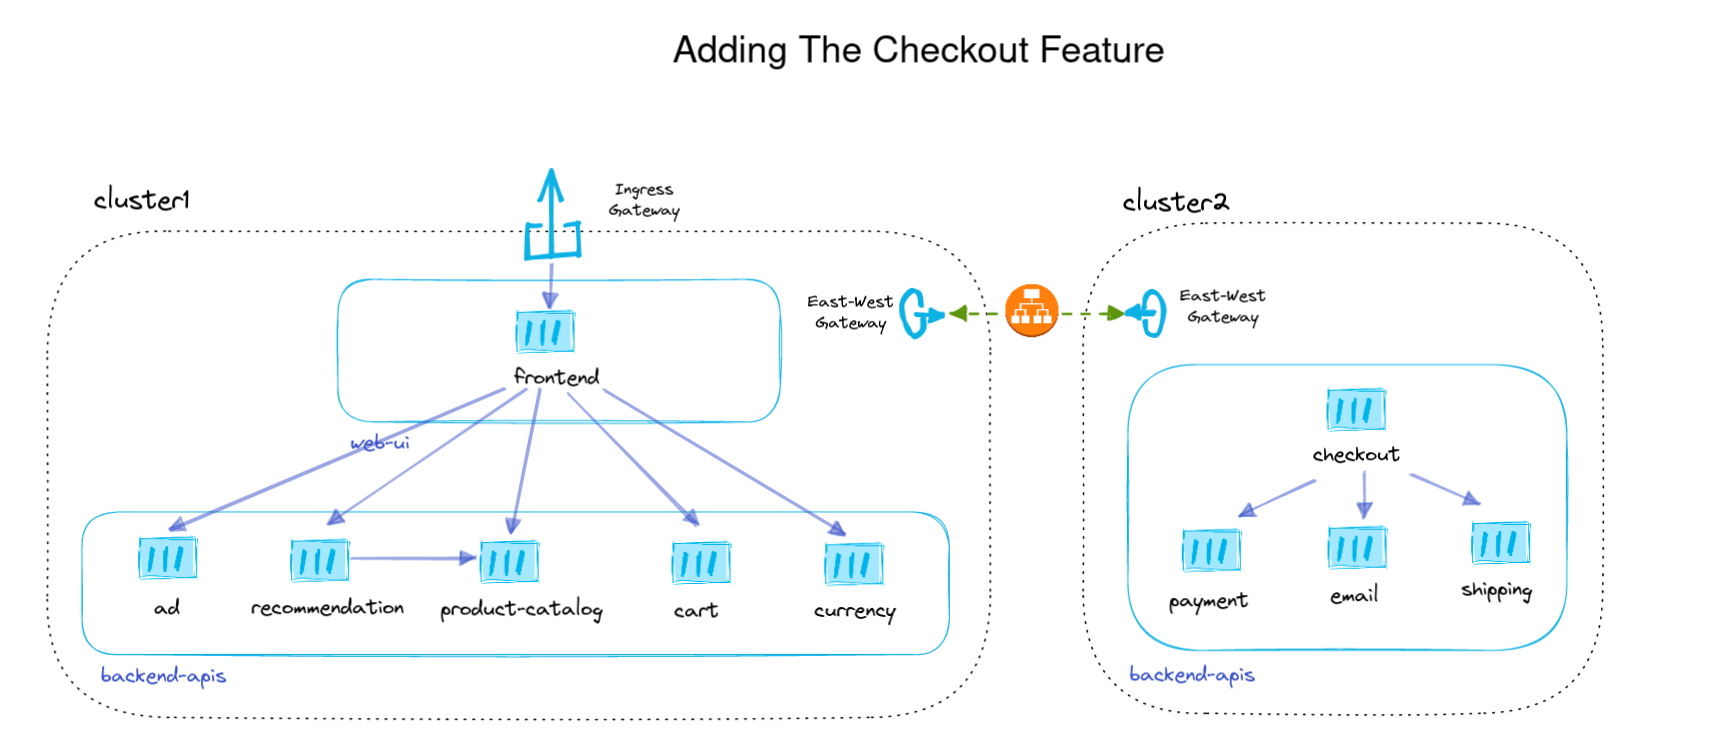 Adding The Checkout Feature
cluster1
Ingress
Gateway
cluster2
East-West
Gateway
East-West
Gateway
frontend
web-ui
checkout
ad
recommendation
product-catalog
cart
currency
payment
email
shipping
backend-apis
backend-apis